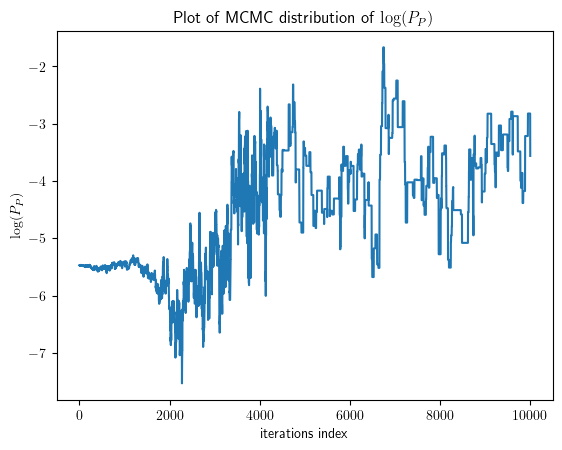 Plot of MCMC distribution of log(P_P)
log(P_P)
−2
−3
−4
−5
−6
−7
0 2000 4000 6000 8000 10000
iterations index